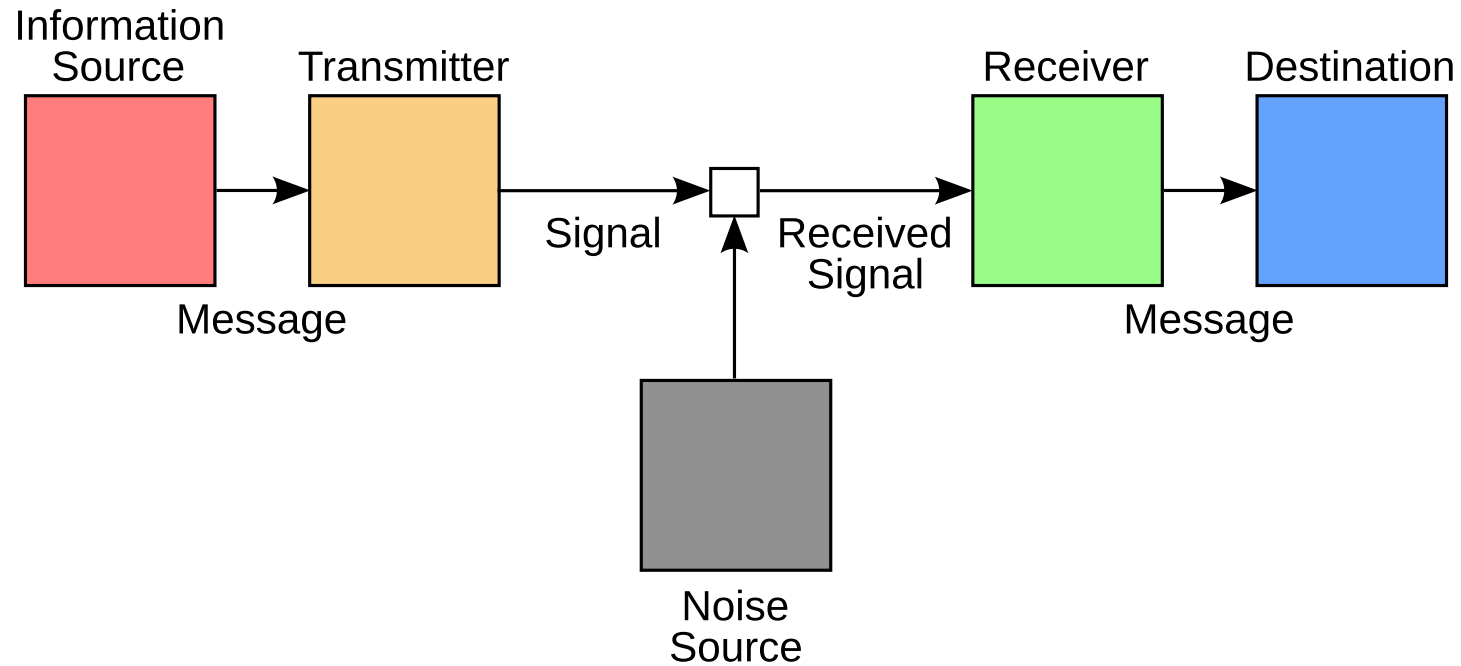 Information
Source
Transmitter
Receiver
Destination
Signal
Received
Signal
Message
Message
Noise
Source